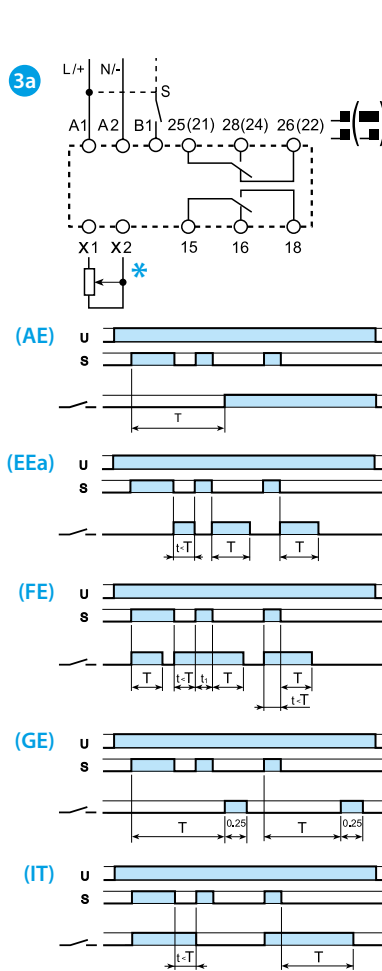 3a
L/+ N/-
S
A1 A2 B1 25(21) 28(24) 26(22)
X1 X2 15 16 18
*
(AE)
U
S
T
(EEa)
U
S
t<T T T
(FE)
U
S
T t<T t₁ T T
t<T
(GE)
U
S
T 0.25 T 0.25
(IT)
U
S
t<T T